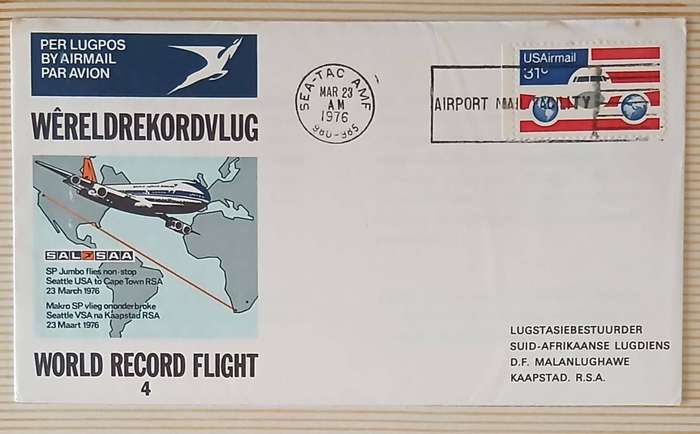 PER LUGPOS
BY AIRMAIL
PAR AVION
WÊRELDREKORDVLUG
SAL SAA
SP Jumbo flies non-stop
Seattle USA to Cape Town RSA
23 March 1976
Makro SP vlieg ononderbroke
Seattle VSA na Kaapstad RSA
23 Maart 1976
WORLD RECORD FLIGHT
4
SEA-TAC AMF
MAR 23
AM
1976
980-985
AIRPORT MAIL FACILITY
USAirmail
31c
LUGSTASIEBESTUURDER
SUID-AFRIKAANSE LUGDIENS
D.F. MALANLUGHAWE
KAAPSTAD. R.S.A.